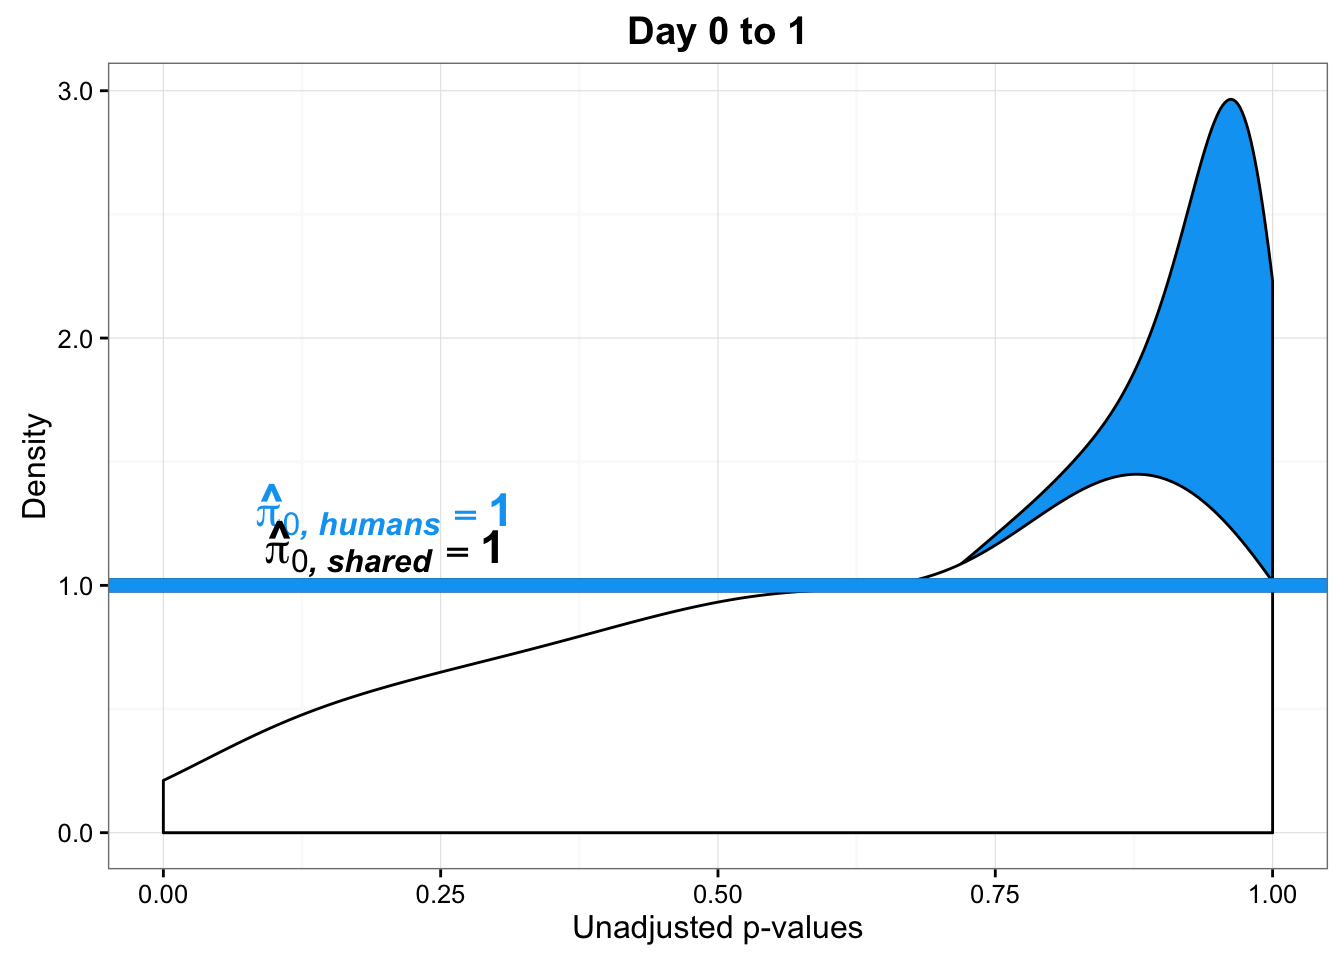 Day 0 to 1
3.0
2.0
1.0
0.0
Density
π̂0, humans = 1
π̂0, shared = 1
0.00 0.25 0.50 0.75 1.00
Unadjusted p-values